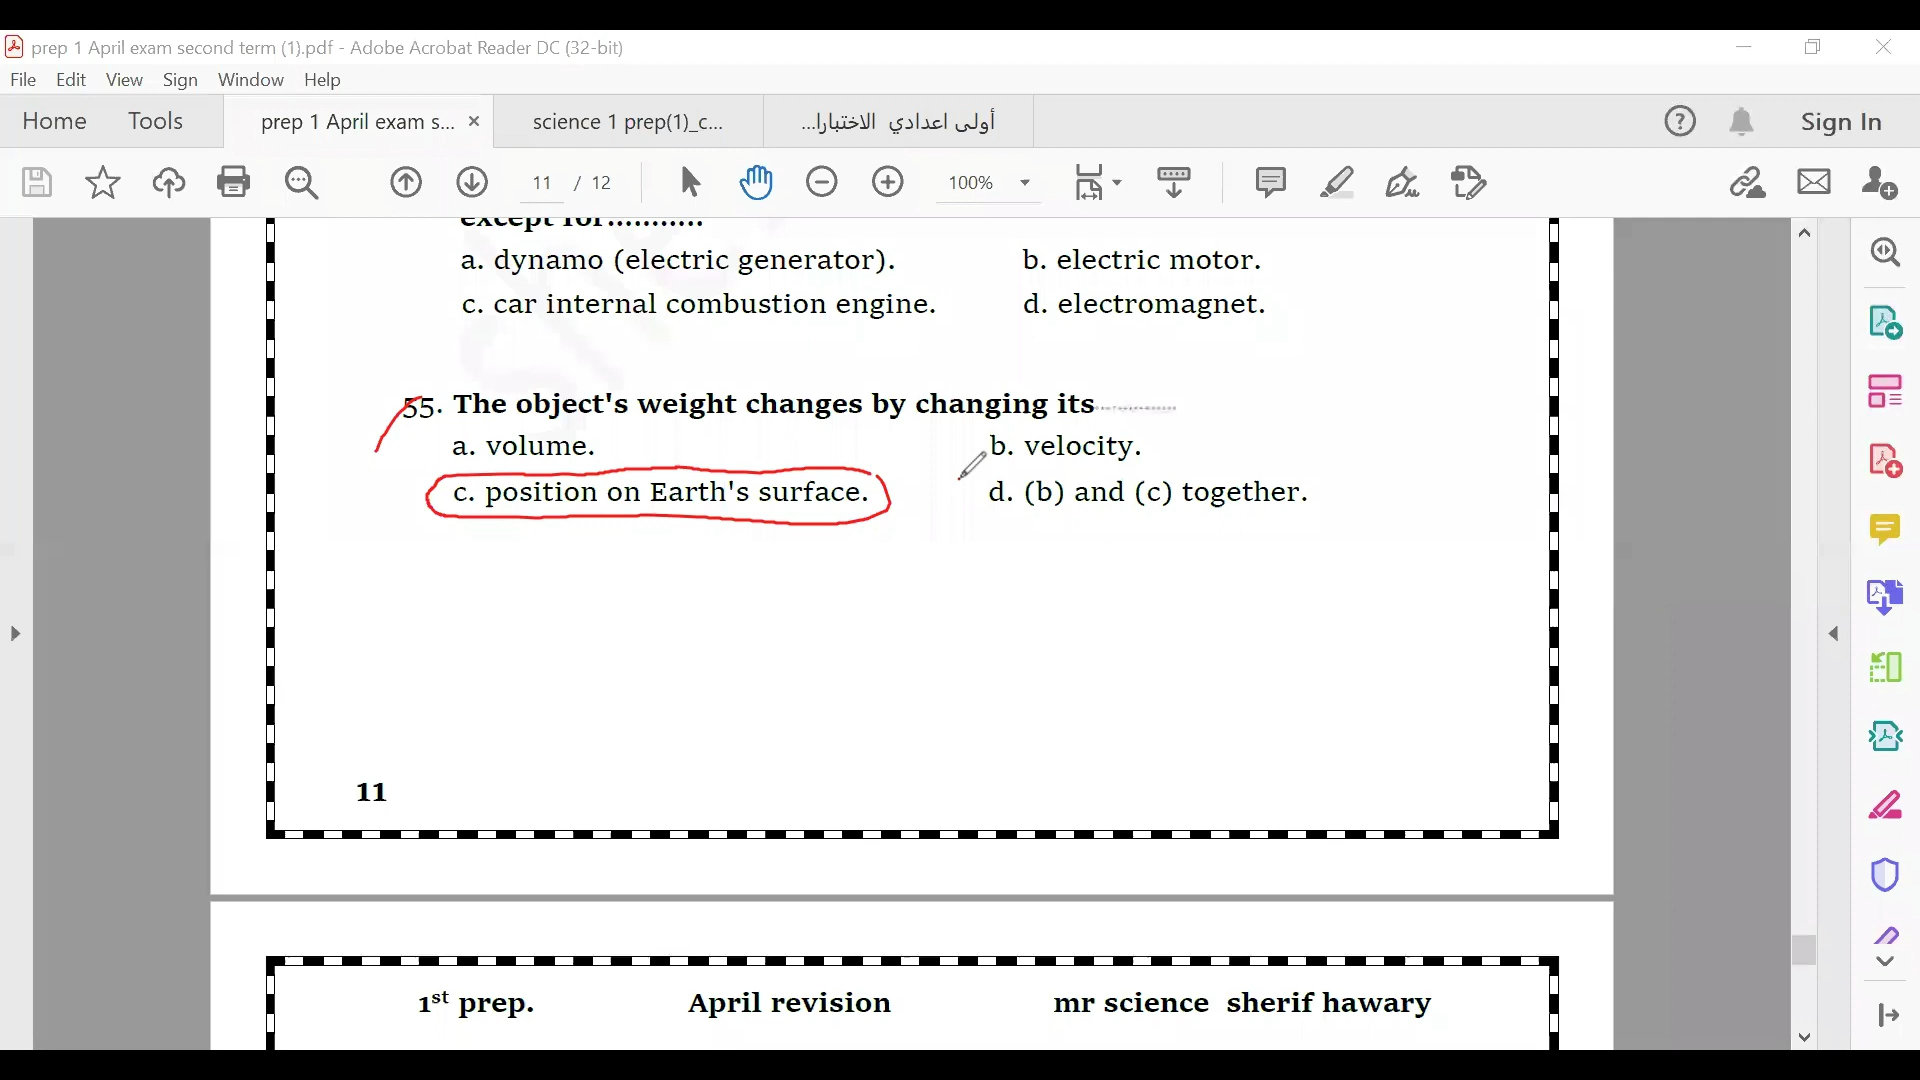 prep 1 April exam second term (1).pdf - Adobe Acrobat Reader DC (32-bit)
File Edit View Sign Window Help
Home Tools prep 1 April exam s... × science 1 prep(1)_c... أولى اعدادي الاختبارا... Sign In
11 / 12 100%
except for...........
a. dynamo (electric generator). b. electric motor.
c. car internal combustion engine. d. electromagnet.
55. The object's weight changes by changing its..............
a. volume. b. velocity.
c. position on Earth's surface. d. (b) and (c) together.
11
1st prep. April revision mr science sherif hawary